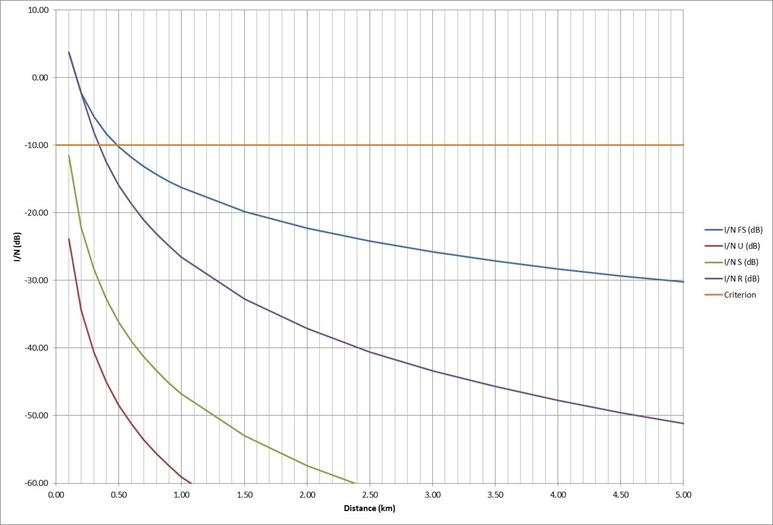 10.00
0.00
-10.00
-20.00
-30.00
-40.00
-50.00
-60.00
I/N (dB)
0.00 0.50 1.00 1.50 2.00 2.50 3.00 3.50 4.00 4.50 5.00
Distance (km)
I/N FS (dB)
I/N U (dB)
I/N S (dB)
I/N R (dB)
Criterion